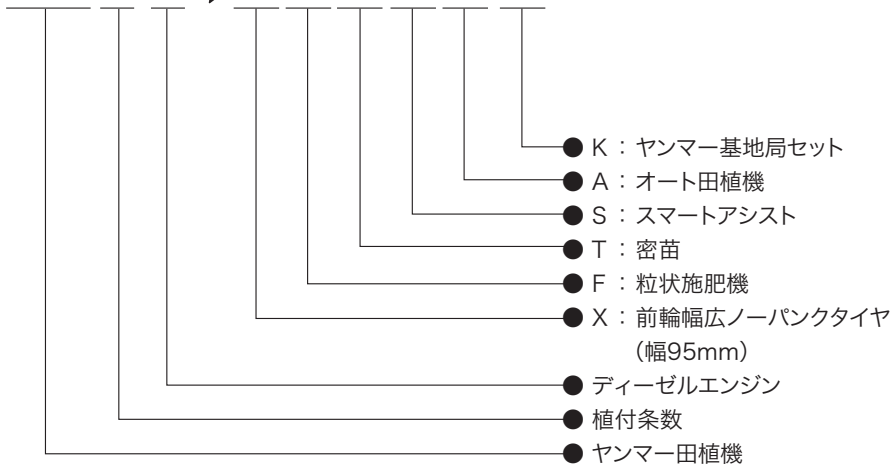 ● K：ヤンマー基地局セット
● A：オート田植機
● S：スマートアシスト
● T：密苗
● F：粒状施肥機
● X：前輪幅広ノーパンクタイヤ
（幅95mm）
● ディーゼルエンジン
● 植付条数
● ヤンマー田植機